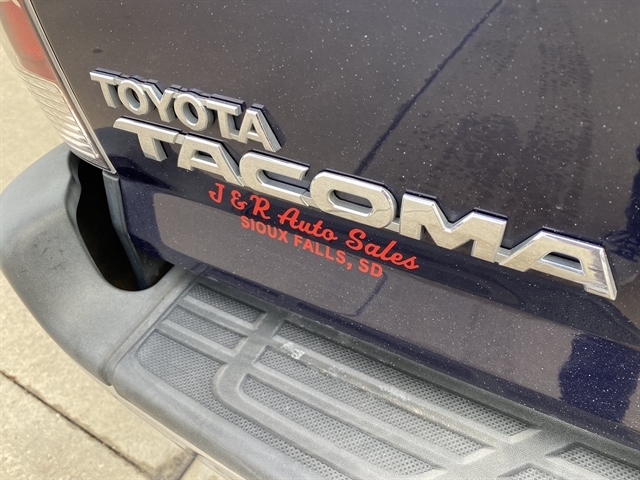 TOYOTA
TACOMA
J & R Auto Sales
SIOUX FALLS, SD